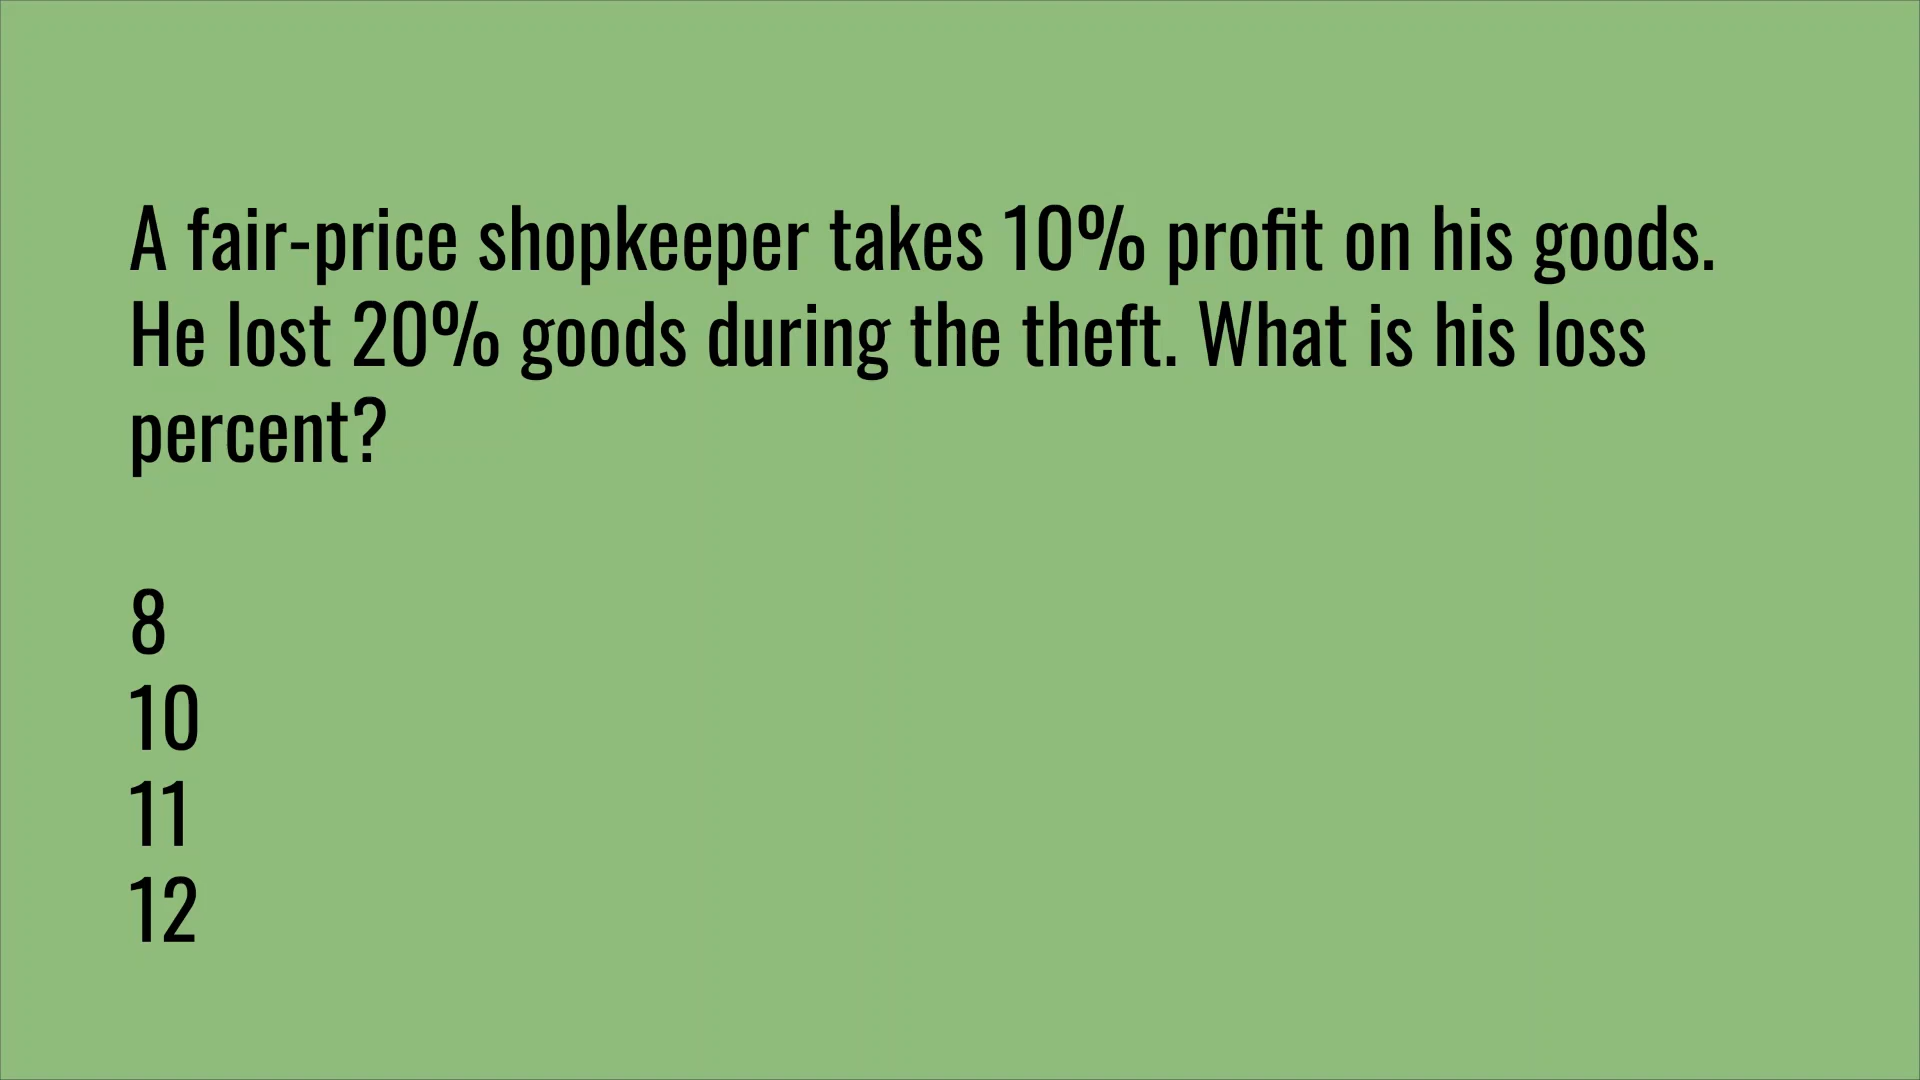 A fair-price shopkeeper takes 10% profit on his goods.
He lost 20% goods during the theft. What is his loss
percent?
8
10
11
12